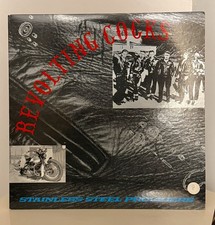 REVOLTING COCKS
STAINLESS STEEL PROVIDERS